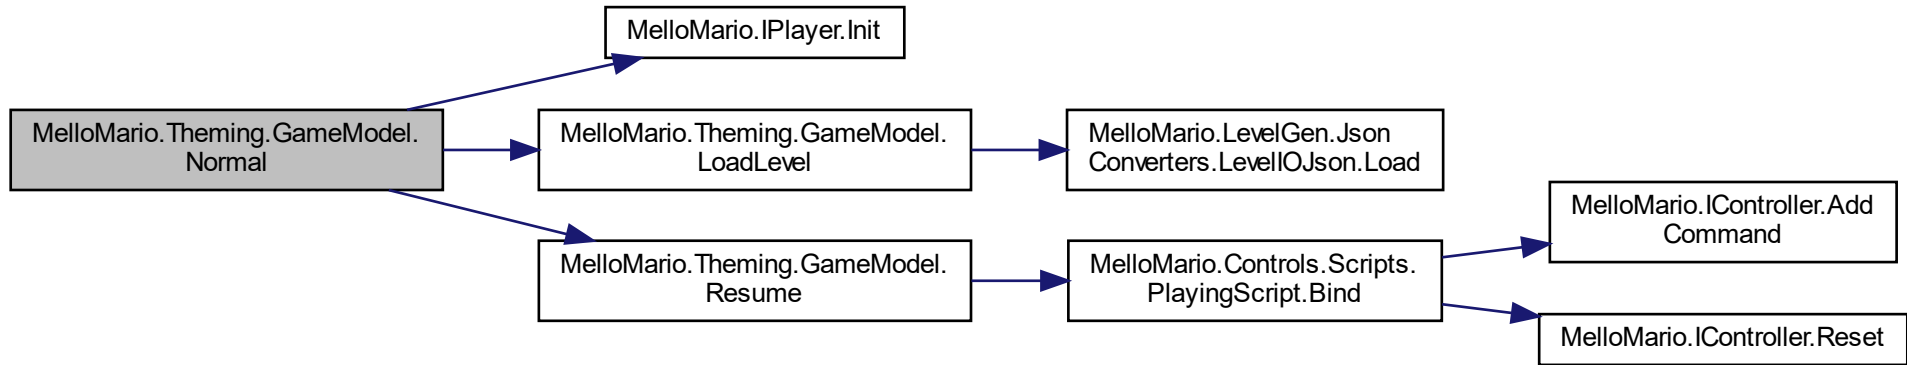 MelloMario.IPlayer.Init
MelloMario.Theming.GameModel.
Normal
MelloMario.Theming.GameModel.
LoadLevel
MelloMario.LevelGen.Json
Converters.LevelIOJson.Load
MelloMario.Theming.GameModel.
Resume
MelloMario.Controls.Scripts.
PlayingScript.Bind
MelloMario.IController.Add
Command
MelloMario.IController.Reset